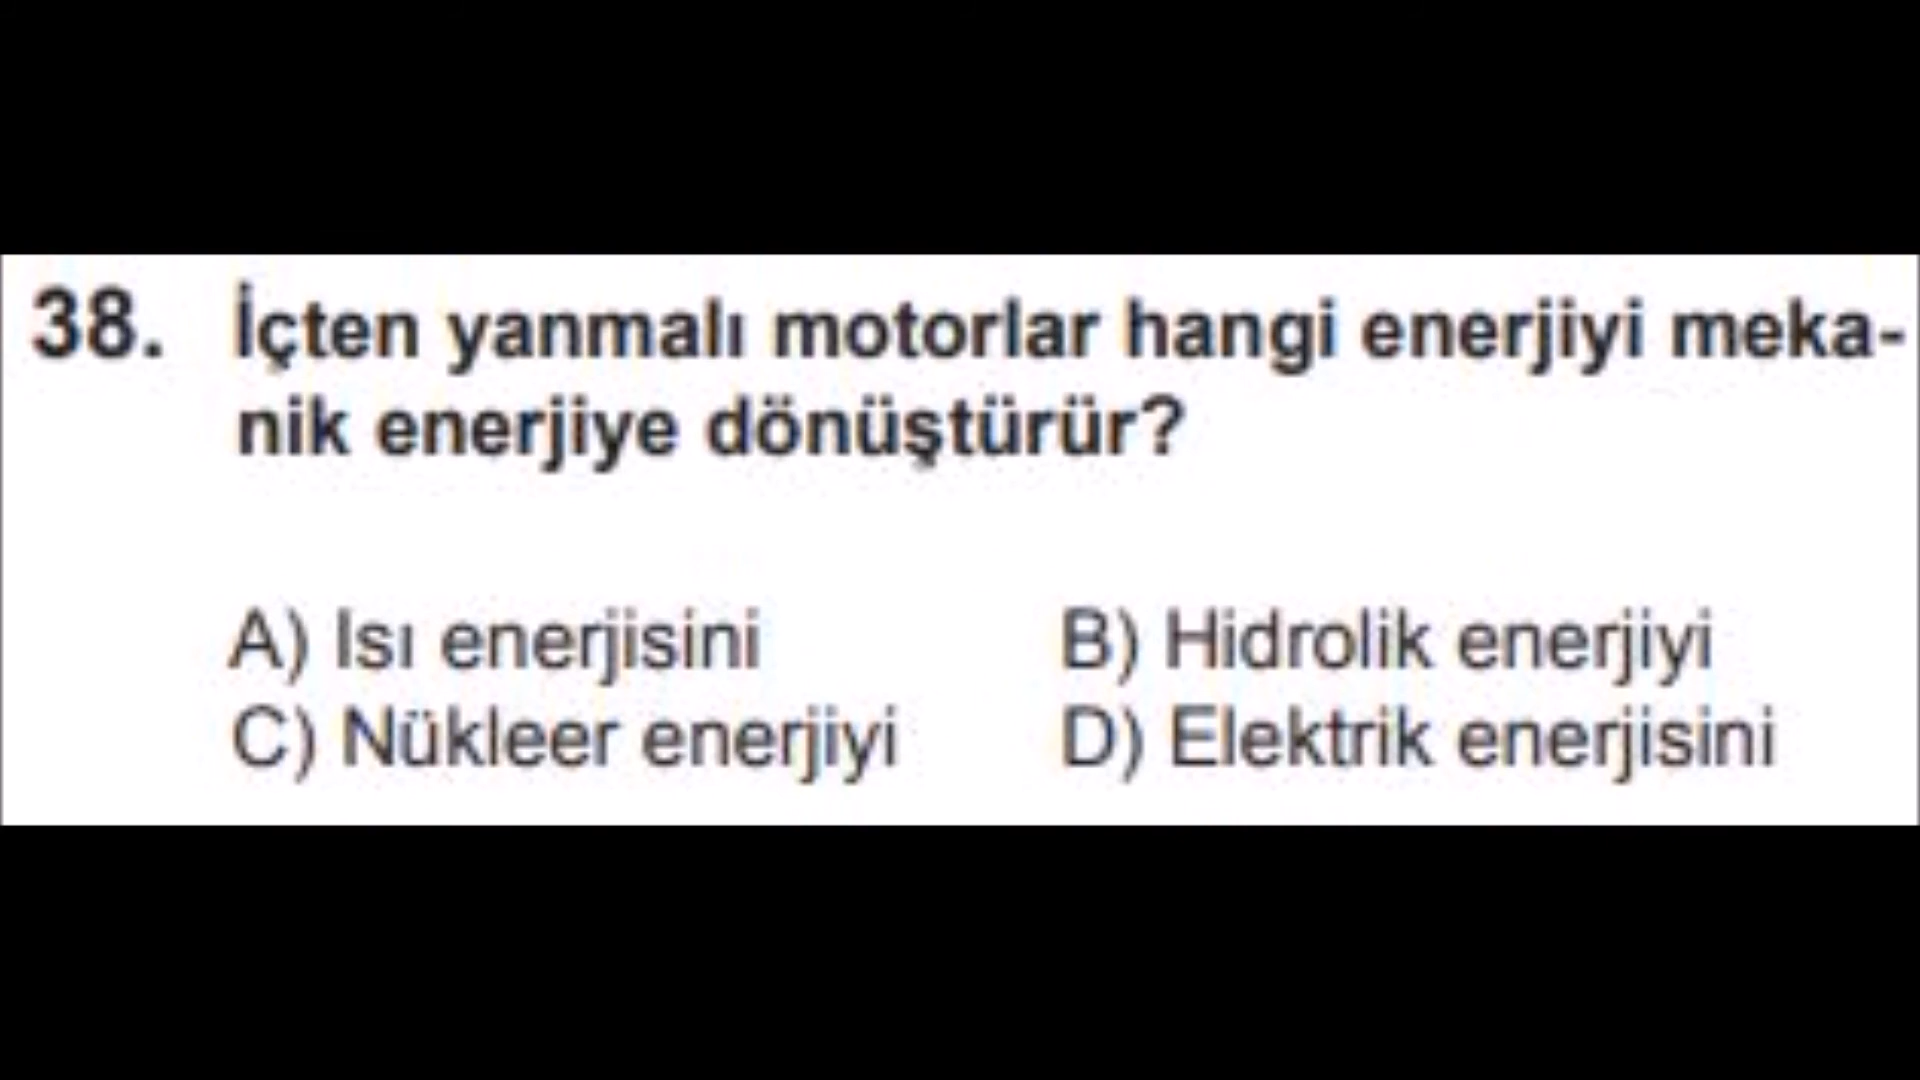 38. İçten yanmalı motorlar hangi enerjiyi meka-
nik enerjiye dönüştürür?
A) Isı enerjisini B) Hidrolik enerjiyi
C) Nükleer enerjiyi D) Elektrik enerjisini